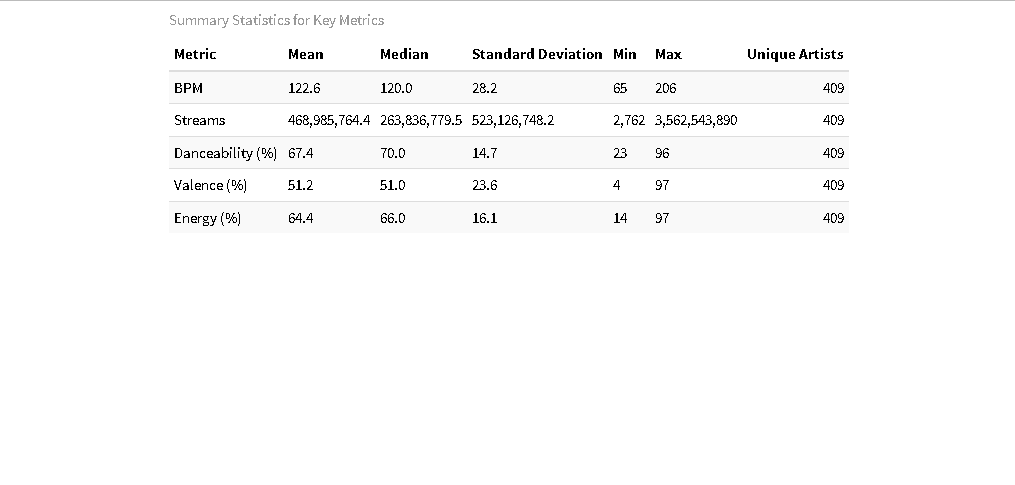 Summary Statistics for Key Metrics
Metric Mean Median Standard Deviation Min Max Unique Artists
BPM 122.6 120.0 28.2 65 206 409
Streams 468,985,764.4 263,836,779.5 523,126,748.2 2,762 3,562,543,890 409
Danceability (%) 67.4 70.0 14.7 23 96 409
Valence (%) 51.2 51.0 23.6 4 97 409
Energy (%) 64.4 66.0 16.1 14 97 409